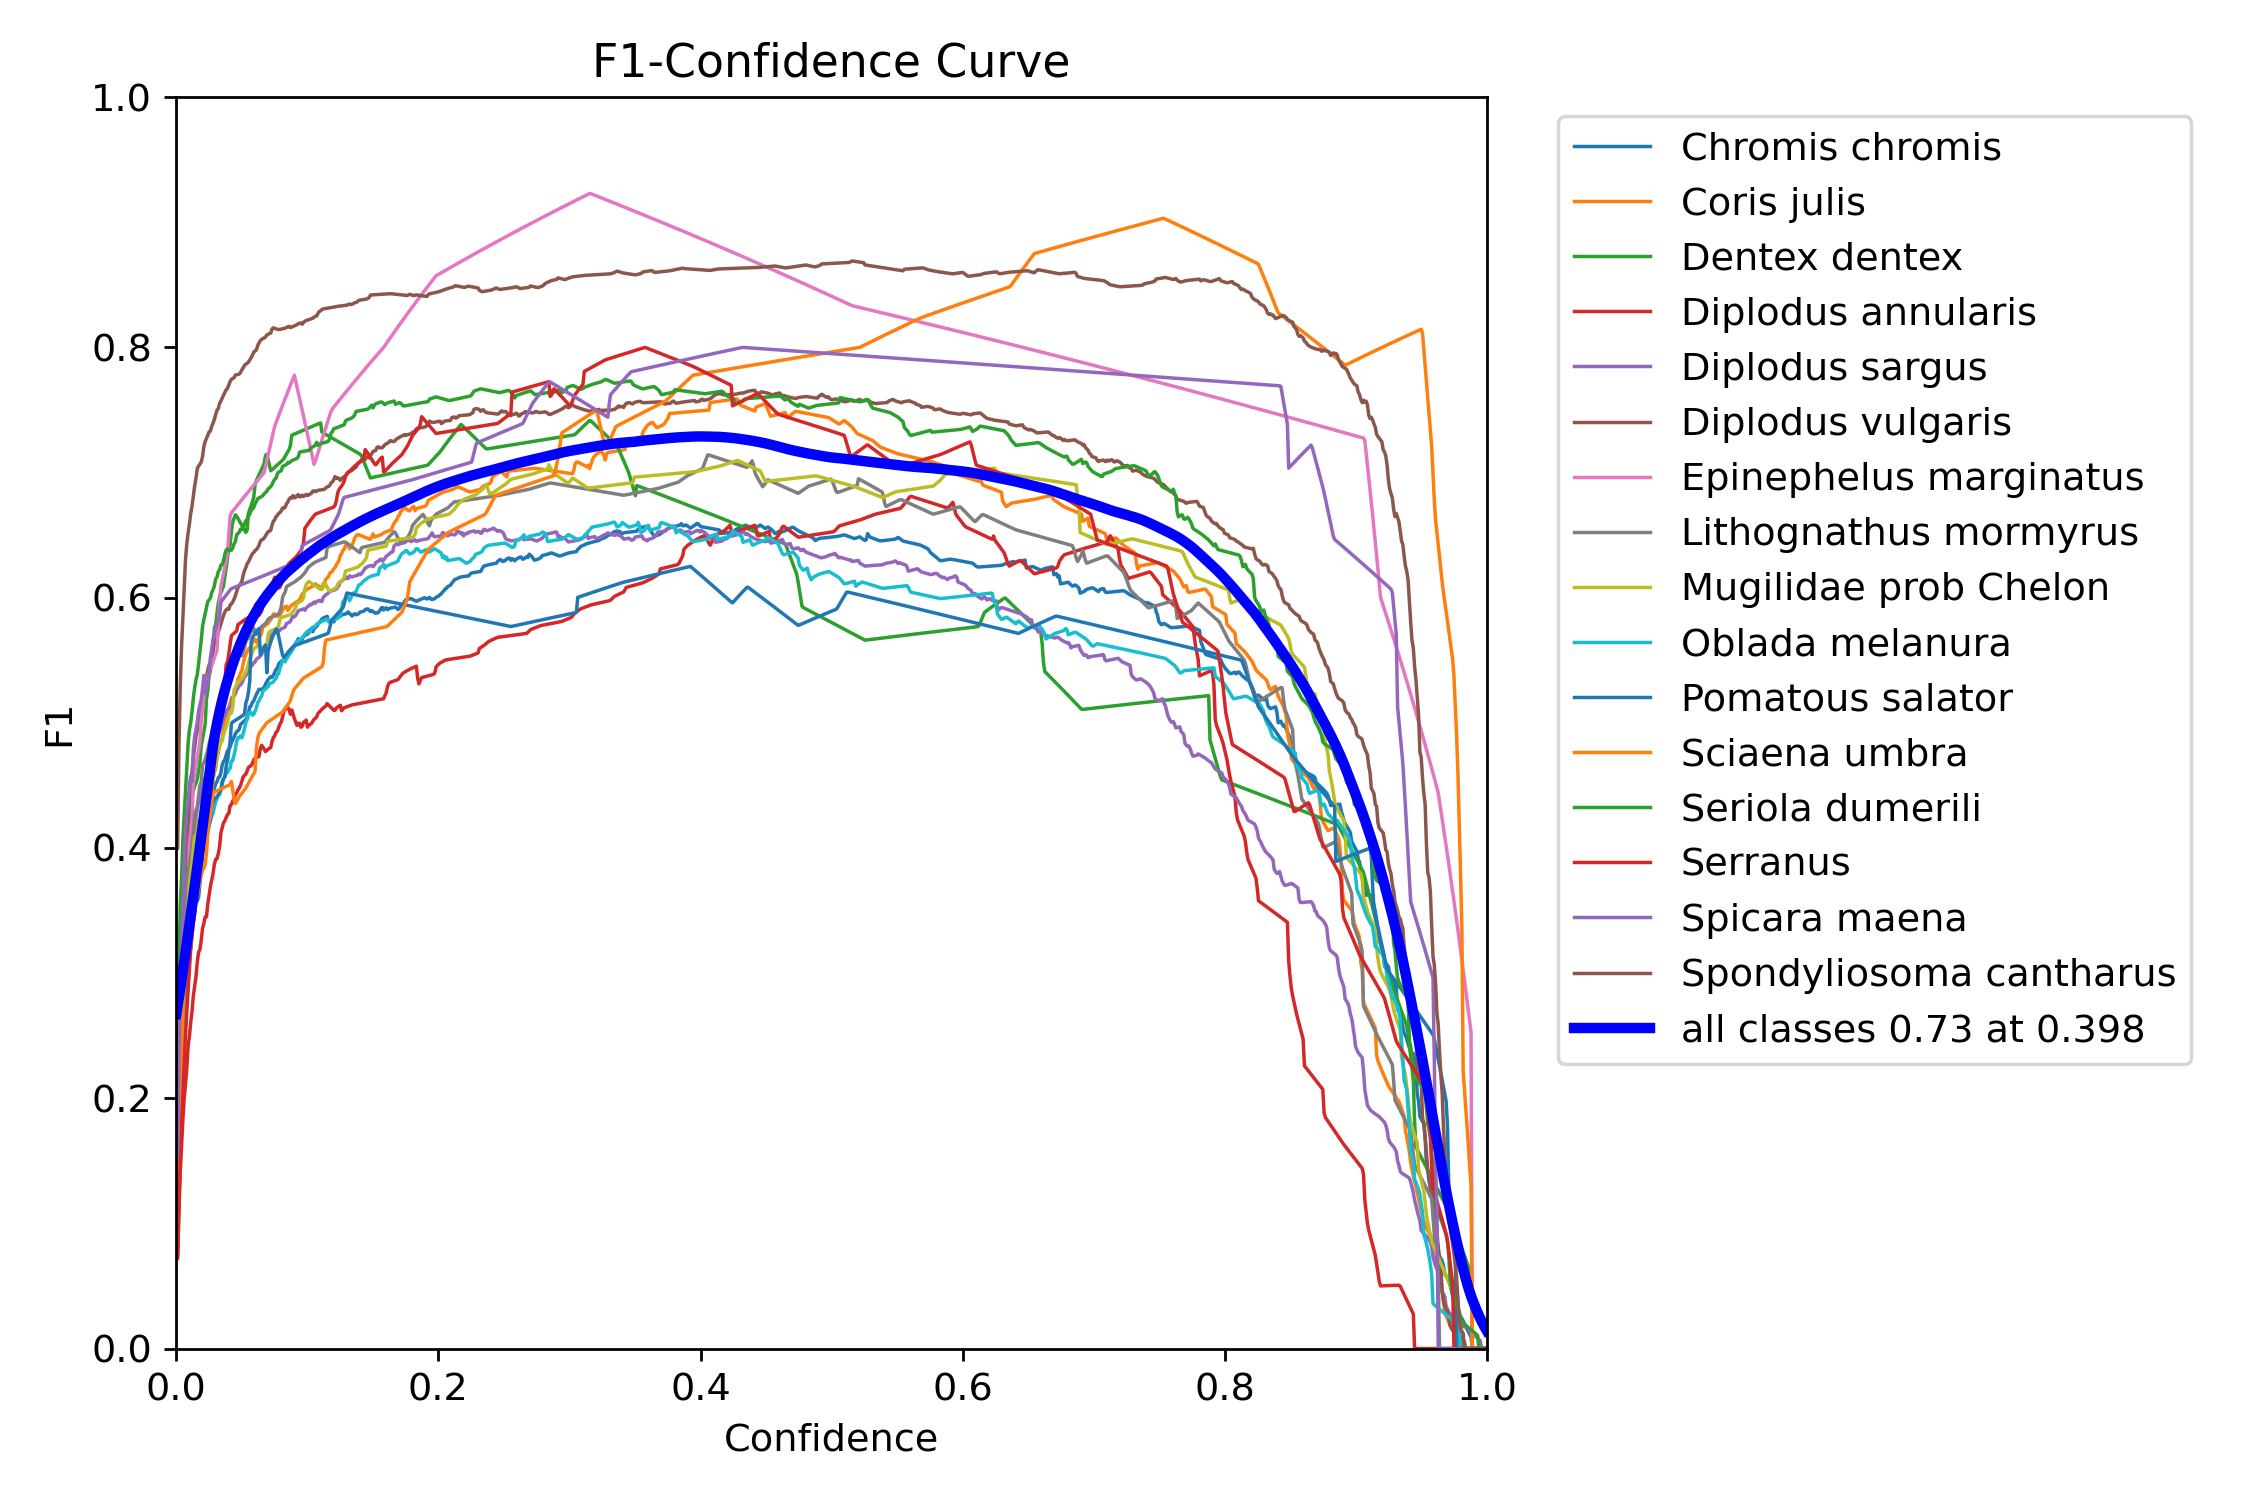 F1-Confidence Curve
1.0
0.8
0.6
0.4
0.2
0.0
F1
0.0 0.2 0.4 0.6 0.8 1.0
Confidence
Chromis chromis
Coris julis
Dentex dentex
Diplodus annularis
Diplodus sargus
Diplodus vulgaris
Epinephelus marginatus
Lithognathus mormyrus
Mugilidae prob Chelon
Oblada melanura
Pomatous salator
Sciaena umbra
Seriola dumerili
Serranus
Spicara maena
Spondyliosoma cantharus
all classes 0.73 at 0.398